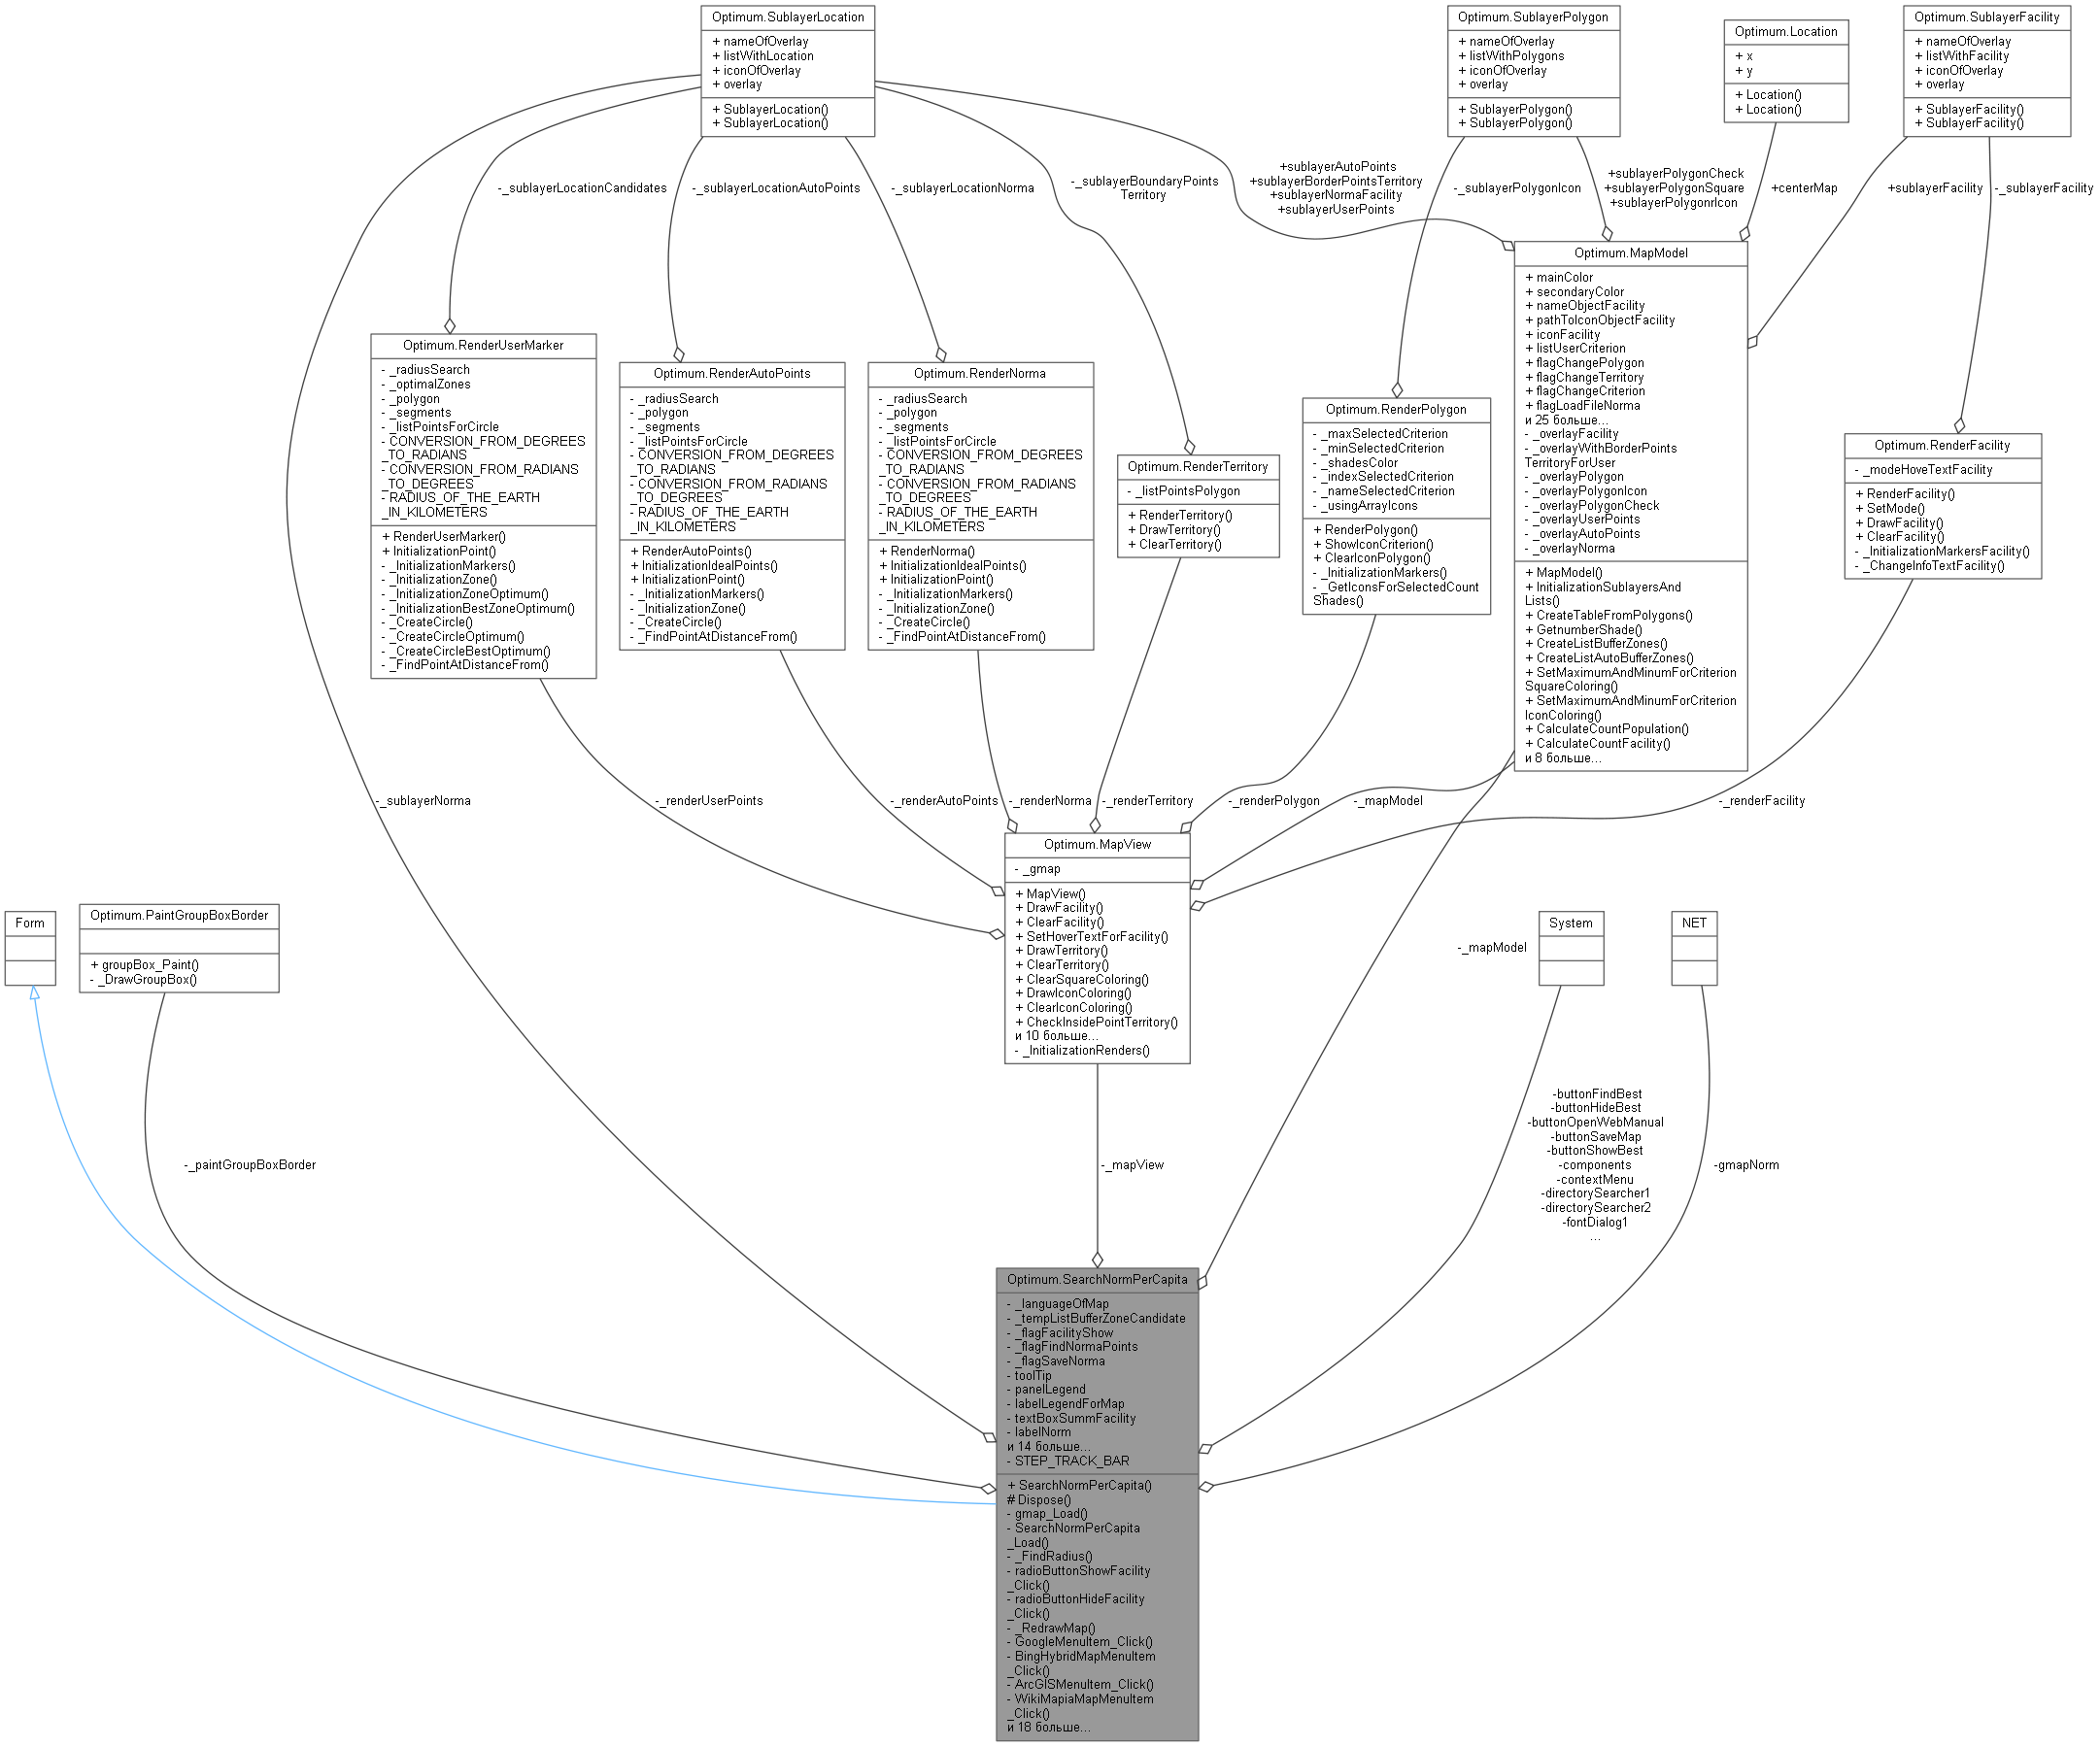 Optimum.SublayerLocation
+ nameOfOverlay
+ listWithLocation
+ iconOfOverlay
+ overlay
+ SublayerLocation()
+ SublayerLocation()
Optimum.SublayerPolygon
+ nameOfOverlay
+ listWithPolygons
+ iconOfOverlay
+ overlay
+ SublayerPolygon()
+ SublayerPolygon()
Optimum.Location
+ x
+ y
+ Location()
+ Location()
Optimum.SublayerFacility
+ nameOfOverlay
+ listWithFacility
+ iconOfOverlay
+ overlay
+ SublayerFacility()
+ SublayerFacility()
-_sublayerLocationCandidates
-_sublayerLocationAutoPoints
-_sublayerLocationNorma
-_sublayerBoundaryPoints
Territory
+sublayerAutoPoints
+sublayerBorderPointsTerritory
+sublayerNormaFacility
+sublayerUserPoints
-_sublayerPolygonIcon
+sublayerPolygonCheck
+sublayerPolygonSquare
+sublayerPolygonrIcon
+centerMap
+sublayerFacility
-_sublayerFacility
Optimum.RenderUserMarker
- _radiusSearch
- _optimalZones
- _polygon
- _segments
- _listPointsForCircle
- CONVERSION_FROM_DEGREES
_TO_RADIANS
- CONVERSION_FROM_RADIANS
_TO_DEGREES
- RADIUS_OF_THE_EARTH
_IN_KILOMETERS
+ RenderUserMarker()
+ InitializationPoint()
- _InitializationMarkers()
- _InitializationZone()
- _InitializationZoneOptimum()
- _InitializationBestZoneOptimum()
- _CreateCircle()
- _CreateCircleOptimum()
- _CreateCircleBestOptimum()
- _FindPointAtDistanceFrom()
Optimum.RenderAutoPoints
- _radiusSearch
- _polygon
- _segments
- _listPointsForCircle
- CONVERSION_FROM_DEGREES
_TO_RADIANS
- CONVERSION_FROM_RADIANS
_TO_DEGREES
- RADIUS_OF_THE_EARTH
_IN_KILOMETERS
+ RenderAutoPoints()
+ InitializationIdealPoints()
+ InitializationPoint()
- _InitializationMarkers()
- _InitializationZone()
- _CreateCircle()
- _FindPointAtDistanceFrom()
Optimum.RenderNorma
- _radiusSearch
- _polygon
- _segments
- _listPointsForCircle
- CONVERSION_FROM_DEGREES
_TO_RADIANS
- CONVERSION_FROM_RADIANS
_TO_DEGREES
- RADIUS_OF_THE_EARTH
_IN_KILOMETERS
+ RenderNorma()
+ InitializationIdealPoints()
+ InitializationPoint()
- _InitializationMarkers()
- _InitializationZone()
- _CreateCircle()
- _FindPointAtDistanceFrom()
Optimum.RenderTerritory
- _listPointsPolygon
+ RenderTerritory()
+ DrawTerritory()
+ ClearTerritory()
Optimum.RenderPolygon
- _maxSelectedCriterion
- _minSelectedCriterion
- _shadesColor
- _indexSelectedCriterion
- _nameSelectedCriterion
- _usingArrayIcons
+ RenderPolygon()
+ ShowIconCriterion()
+ ClearIconPolygon()
- _InitializationMarkers()
- _GetIconsForSelectedCount
Shades()
Optimum.MapModel
+ mainColor
+ secondaryColor
+ nameObjectFacility
+ pathToIconObjectFacility
+ iconFacility
+ listUserCriterion
+ flagChangePolygon
+ flagChangeTerritory
+ flagChangeCriterion
+ flagLoadFileNorma
и 25 больше...
- _overlayFacility
- _overlayWithBorderPoints
TerritoryForUser
- _overlayPolygon
- _overlayPolygonIcon
- _overlayPolygonCheck
- _overlayUserPoints
- _overlayAutoPoints
- _overlayNorma
+ MapModel()
+ InitializationSublayersAnd
Lists()
+ CreateTableFromPolygons()
+ GetnumberShade()
+ CreateListBufferZones()
+ CreateListAutoBufferZones()
+ SetMaximumAndMinumForCriterion
SquareColoring()
+ SetMaximumAndMinumForCriterion
IconColoring()
+ CalculateCountPopulation()
+ CalculateCountFacility()
и 8 больше...
Optimum.RenderFacility
- _modeHoveTextFacility
+ RenderFacility()
+ SetMode()
+ DrawFacility()
+ ClearFacility()
- _InitializationMarkersFacility()
- _ChangeInfoTextFacility()
-_sublayerNorma
-_renderUserPoints
-_renderAutoPoints
-_renderNorma
-_renderTerritory
-_renderPolygon
-_mapModel
-_renderFacility
Form
Optimum.PaintGroupBoxBorder
+ groupBox_Paint()
- _DrawGroupBox()
Optimum.MapView
- _gmap
+ MapView()
+ DrawFacility()
+ ClearFacility()
+ SetHoverTextForFacility()
+ DrawTerritory()
+ ClearTerritory()
+ ClearSquareColoring()
+ DrawIconColoring()
+ ClearIconColoring()
+ CheckInsidePointTerritory()
и 10 больше...
- _InitializationRenders()
System
NET
-_mapModel
-_paintGroupBoxBorder
-_mapView
-buttonFindBest
-buttonHideBest
-buttonOpenWebManual
-buttonSaveMap
-buttonShowBest
-components
-contextMenu
-directorySearcher1
-directorySearcher2
-fontDialog1
...
-gmapNorm
Optimum.SearchNormPerCapita
- _languageOfMap
- _tempListBufferZoneCandidate
- _flagFacilityShow
- _flagFindNormaPoints
- _flagSaveNorma
- toolTip
- panelLegend
- labelLegendForMap
- textBoxSummFacility
- labelNorm
и 14 больше...
- STEP_TRACK_BAR
+ SearchNormPerCapita()
# Dispose()
- gmap_Load()
- SearchNormPerCapita
_Load()
- _FindRadius()
- radioButtonShowFacility
_Click()
- radioButtonHideFacility
_Click()
- _RedrawMap()
- GoogleMenuItem_Click()
- BingHybridMapMenuItem
_Click()
- ArcGISMenuItem_Click()
- WikiMapiaMapMenuItem
_Click()
и 18 больше...